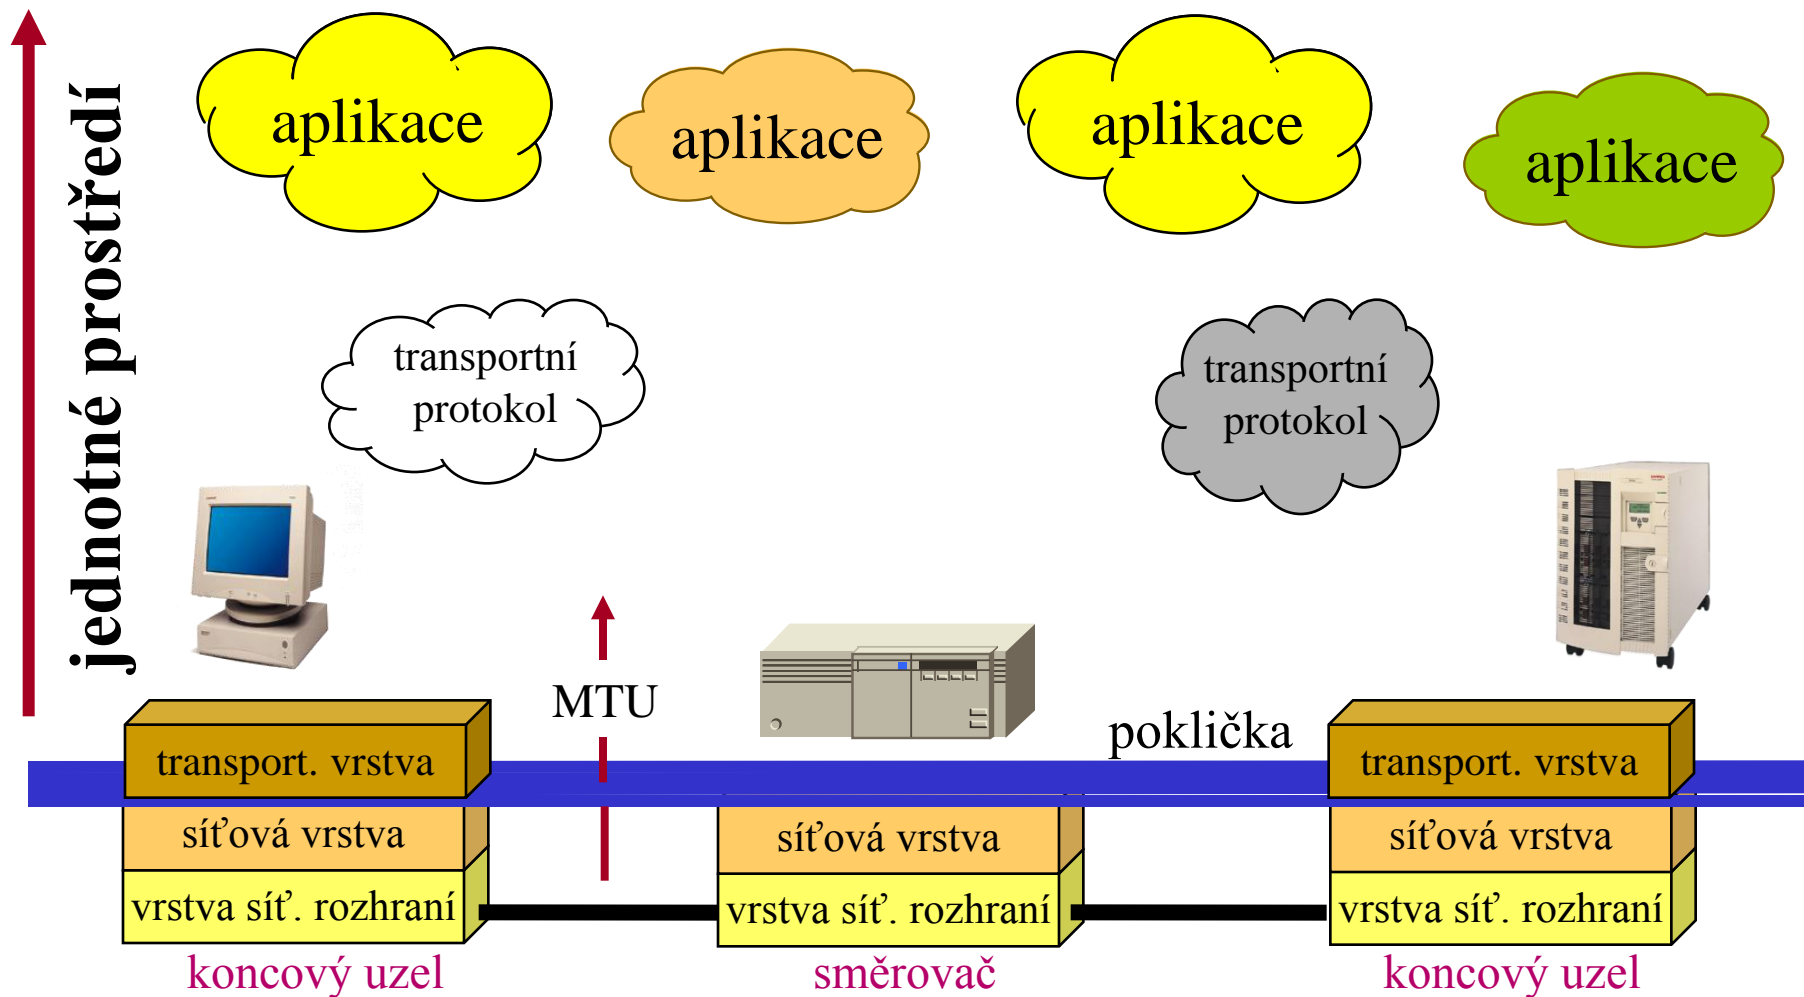 jednotné prostředí
aplikace
aplikace
aplikace
aplikace
transportní
protokol
transportní
protokol
MTU
poklička
transport. vrstva
síťová vrstva
vrstva síť. rozhraní
koncový uzel
síťová vrstva
vrstva síť. rozhraní
směrovač
transport. vrstva
síťová vrstva
vrstva síť. rozhraní
koncový uzel